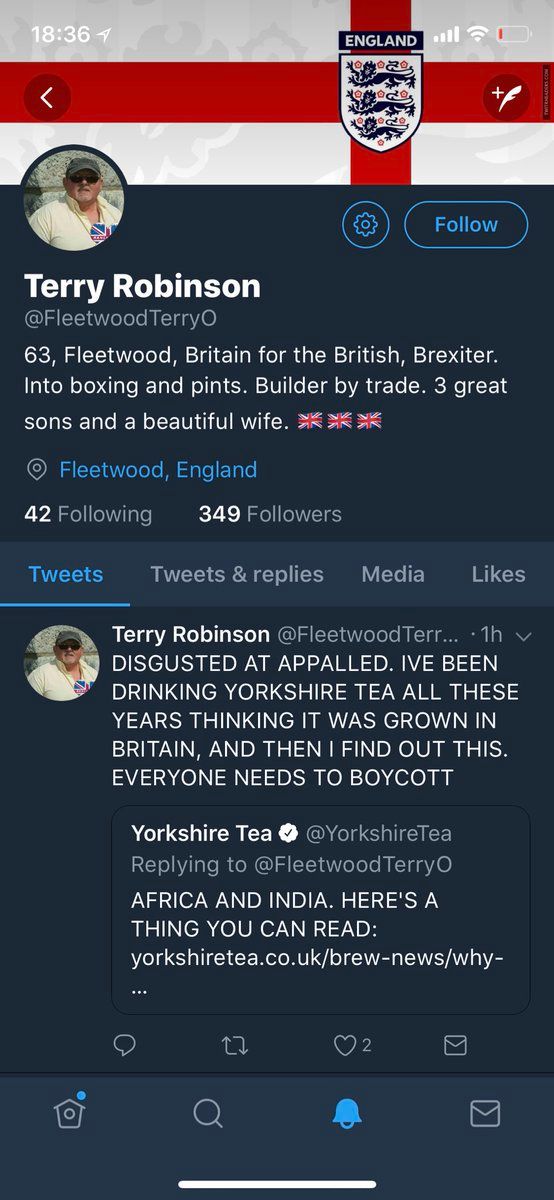 18:36
ENGLAND
Follow
Terry Robinson
@FleetwoodTerryO
63, Fleetwood, Britain for the British, Brexiter.
Into boxing and pints. Builder by trade. 3 great
sons and a beautiful wife. 🇬🇧🇬🇧🇬🇧
Fleetwood, England
42 Following 349 Followers
Tweets Tweets & replies Media Likes
Terry Robinson @FleetwoodTerr... · 1h
DISGUSTED AT APPALLED. IVE BEEN
DRINKING YORKSHIRE TEA ALL THESE
YEARS THINKING IT WAS GROWN IN
BRITAIN, AND THEN I FIND OUT THIS.
EVERYONE NEEDS TO BOYCOTT
Yorkshire Tea @YorkshireTea
Replying to @FleetwoodTerryO
AFRICA AND INDIA. HERE'S A
THING YOU CAN READ:
yorkshiretea.co.uk/brew-news/why-
...
2